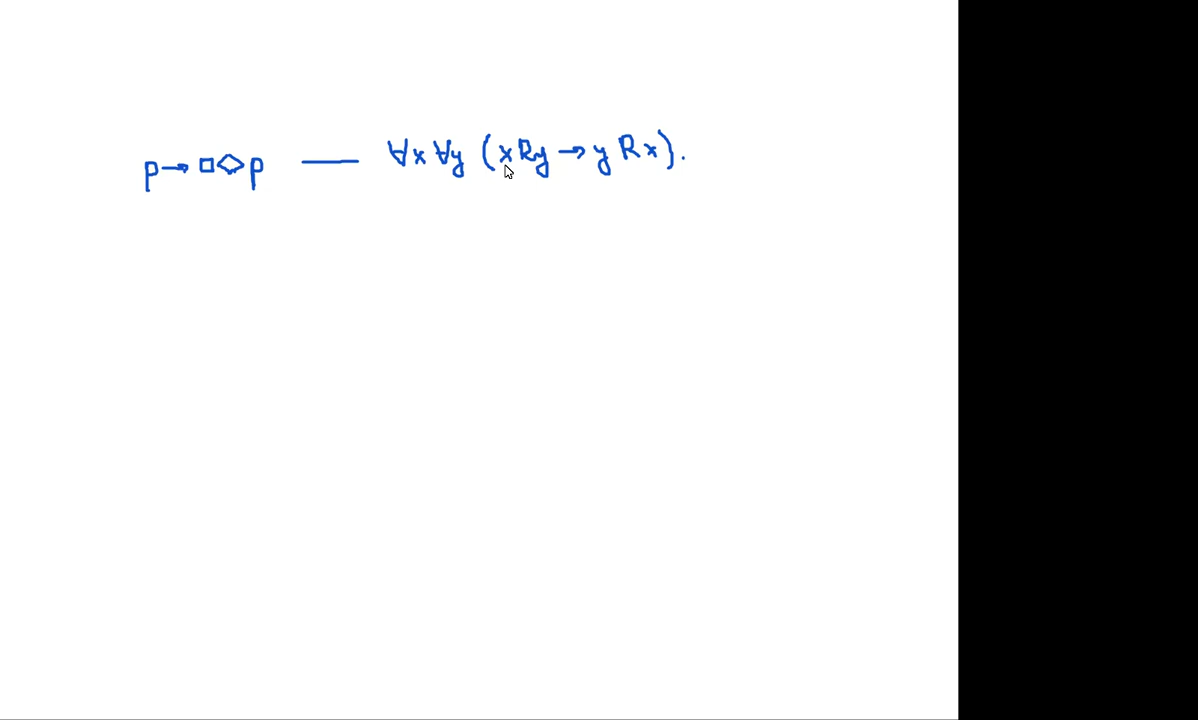 p→□◇p — ∀x∀y (xRy→yRx).